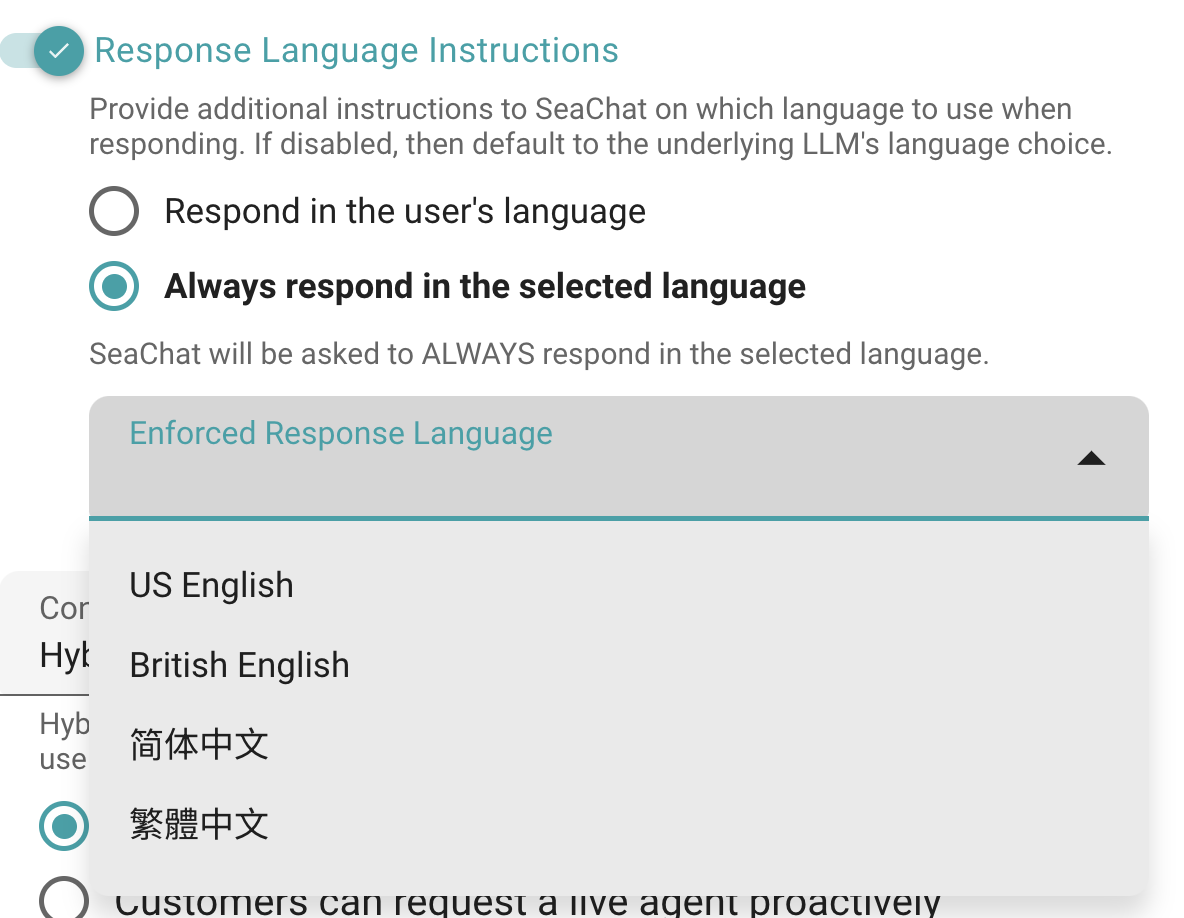 Response Language Instructions
Provide additional instructions to SeaChat on which language to use when
responding. If disabled, then default to the underlying LLM's language choice.
Respond in the user's language
Always respond in the selected language
SeaChat will be asked to ALWAYS respond in the selected language.
Enforced Response Language
US English
British English
简体中文
繁體中文
Con
Hyb
Hyb
use
Customers can request a live agent proactively